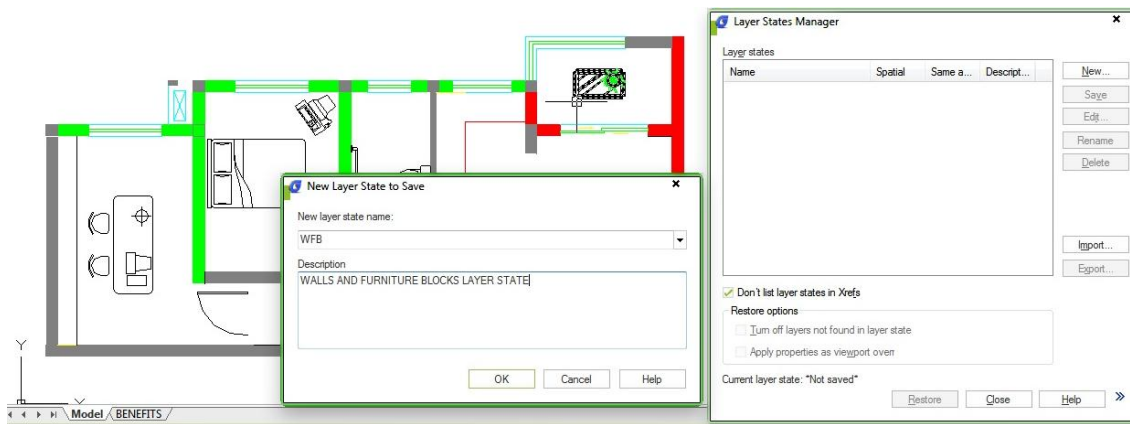 Layer States Manager
Layer states
Name Spatial Same a... Descript...
New...
Save
Edit...
Rename
Delete
Import...
Export...
Don't list layer states in Xrefs
Restore options
Turn off layers not found in layer state
Apply properties as viewport overr
Current layer state: "Not saved"
Restore Close Help »
New Layer State to Save
New layer state name:
WFB
Description
WALLS AND FURNITURE BLOCKS LAYER STATE
OK Cancel Help
Y
X
Model BENEFITS